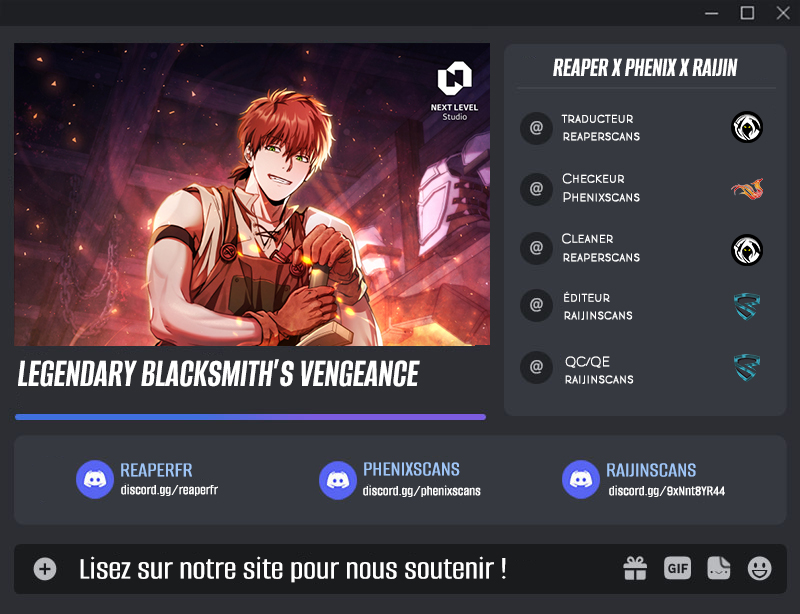 NEXT LEVEL
Studio
LEGENDARY BLACKSMITH'S VENGEANCE
REAPER X PHENIX X RAIJIN
@ TRADUCTEUR
REAPERSCANS
@ CHECKEUR
PHENIXSCANS
@ CLEANER
REAPERSCANS
@ ÉDITEUR
RAIJINSCANS
@ QC/QE
RAIJINSCANS
REAPERFR
discord.gg/reaperfr
PHENIXSCANS
discord.gg/phenixscans
RAIJINSCANS
discord.gg/9xNnt8YR44
Lisez sur notre site pour nous soutenir !
GIF